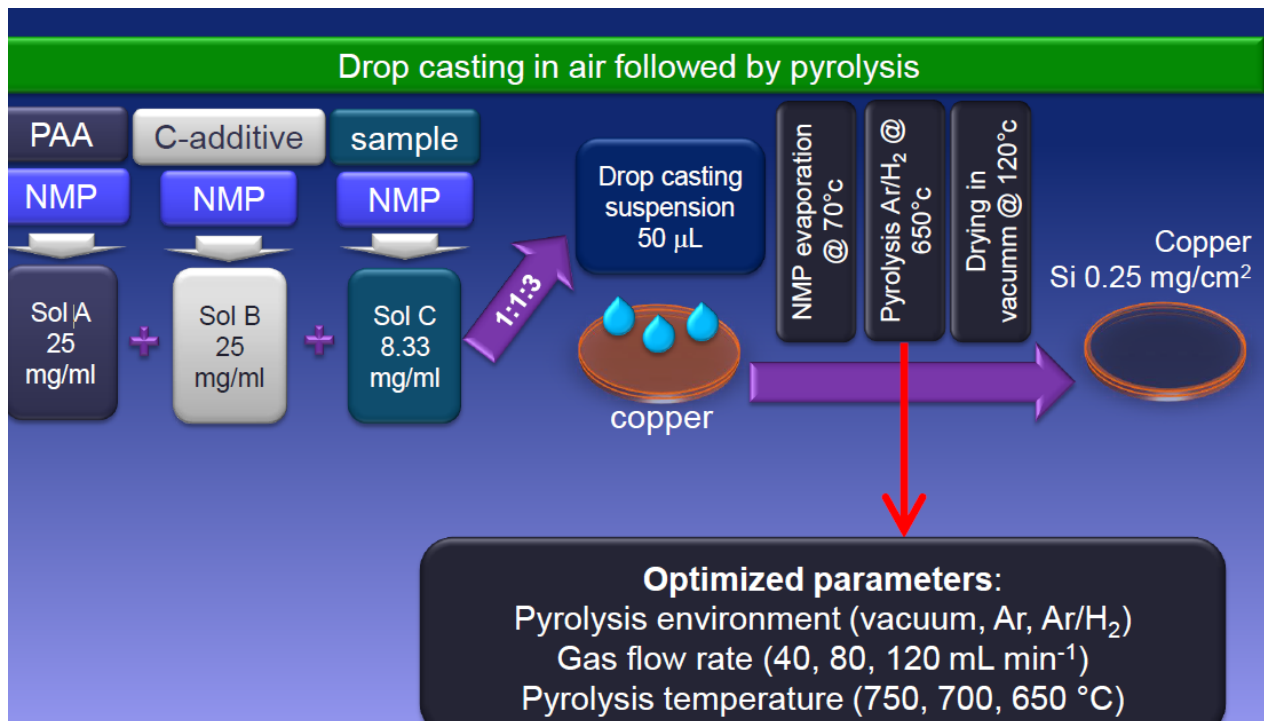 Drop casting in air followed by pyrolysis
PAA
NMP
Sol A
25
mg/ml
+
C-additive
NMP
Sol B
25
mg/ml
+
sample
NMP
Sol C
8.33
mg/ml
1:1:3
Drop casting
suspension
50 μL
copper
NMP evaporation
@ 70°c
Pyrolysis Ar/H₂ @
650°c
Drying in
vacumm @ 120°c
Copper
Si 0.25 mg/cm²
Optimized parameters:
Pyrolysis environment (vacuum, Ar, Ar/H₂)
Gas flow rate (40, 80, 120 mL min⁻¹)
Pyrolysis temperature (750, 700, 650 °C)